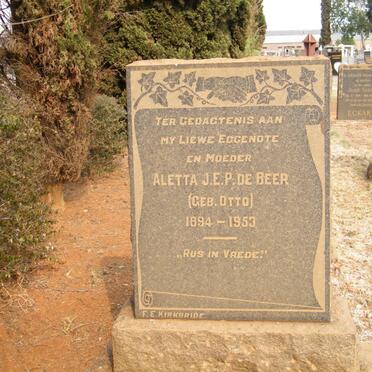 TER GEDAGTENIS AAN
MY LIEWE EGGENOTE
EN MOEDER
ALETTA J.E.P. DE BEER
(GEB. OTTO)
1894 - 1953
„RUS IN VREDE."
F. E. KIRKBRIDE